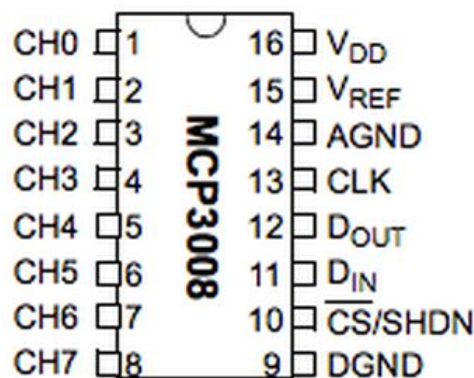 CH0 1 16 VDD
CH1 2 15 VREF
CH2 3 14 AGND
CH3 4 13 CLK
CH4 5 12 DOUT
CH5 6 11 DIN
CH6 7 10 C̅S̅/SHDN
CH7 8 9 DGND
MCP3008